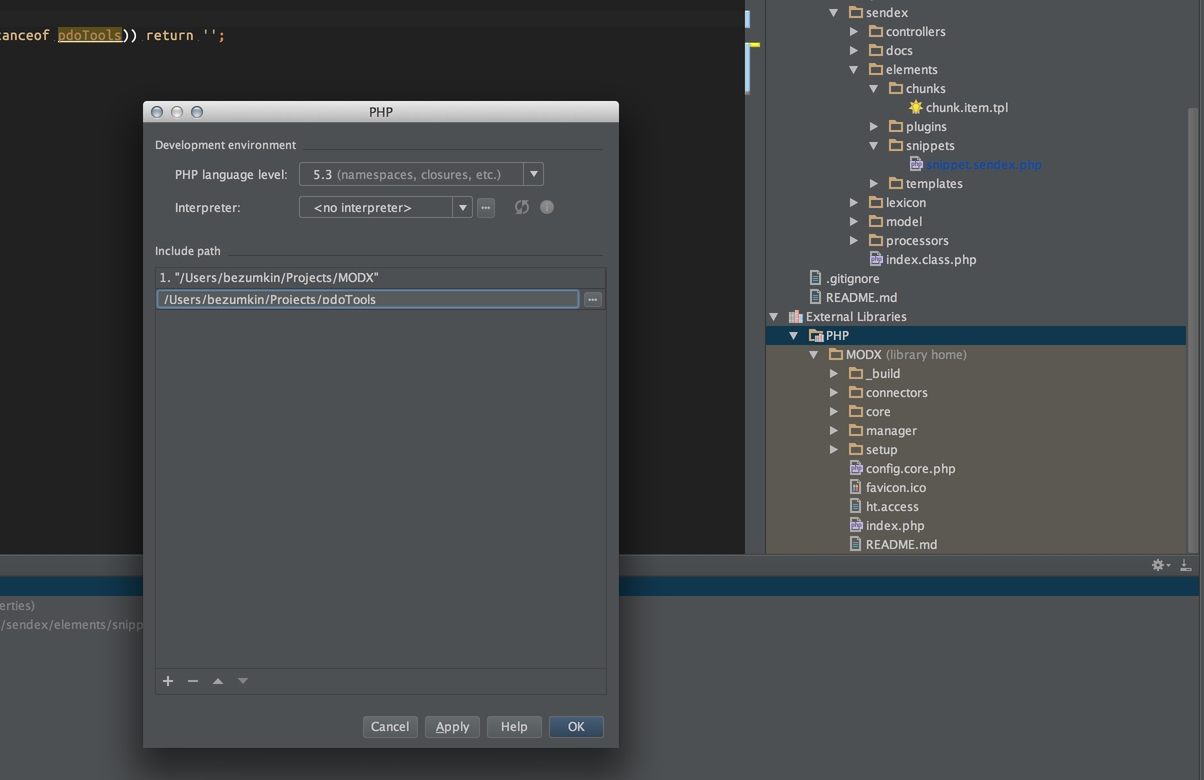 anceof pdoTools)) return '';
PHP
Development environment
PHP language level:
5.3 (namespaces, closures, etc.)
Interpreter:
<no interpreter>
Include path
1. "/Users/bezumkin/Projects/MODX"
/Users/bezumkin/Projects/pdoTools
Cancel
Apply
Help
OK
sendex
controllers
docs
elements
chunks
chunk.item.tpl
plugins
snippets
snippet.sendex.php
templates
lexicon
model
processors
index.class.php
.gitignore
README.md
External Libraries
PHP
MODX (library home)
_build
connectors
core
manager
setup
config.core.php
favicon.ico
ht.access
index.php
README.md
erties)
/sendex/elements/snipp